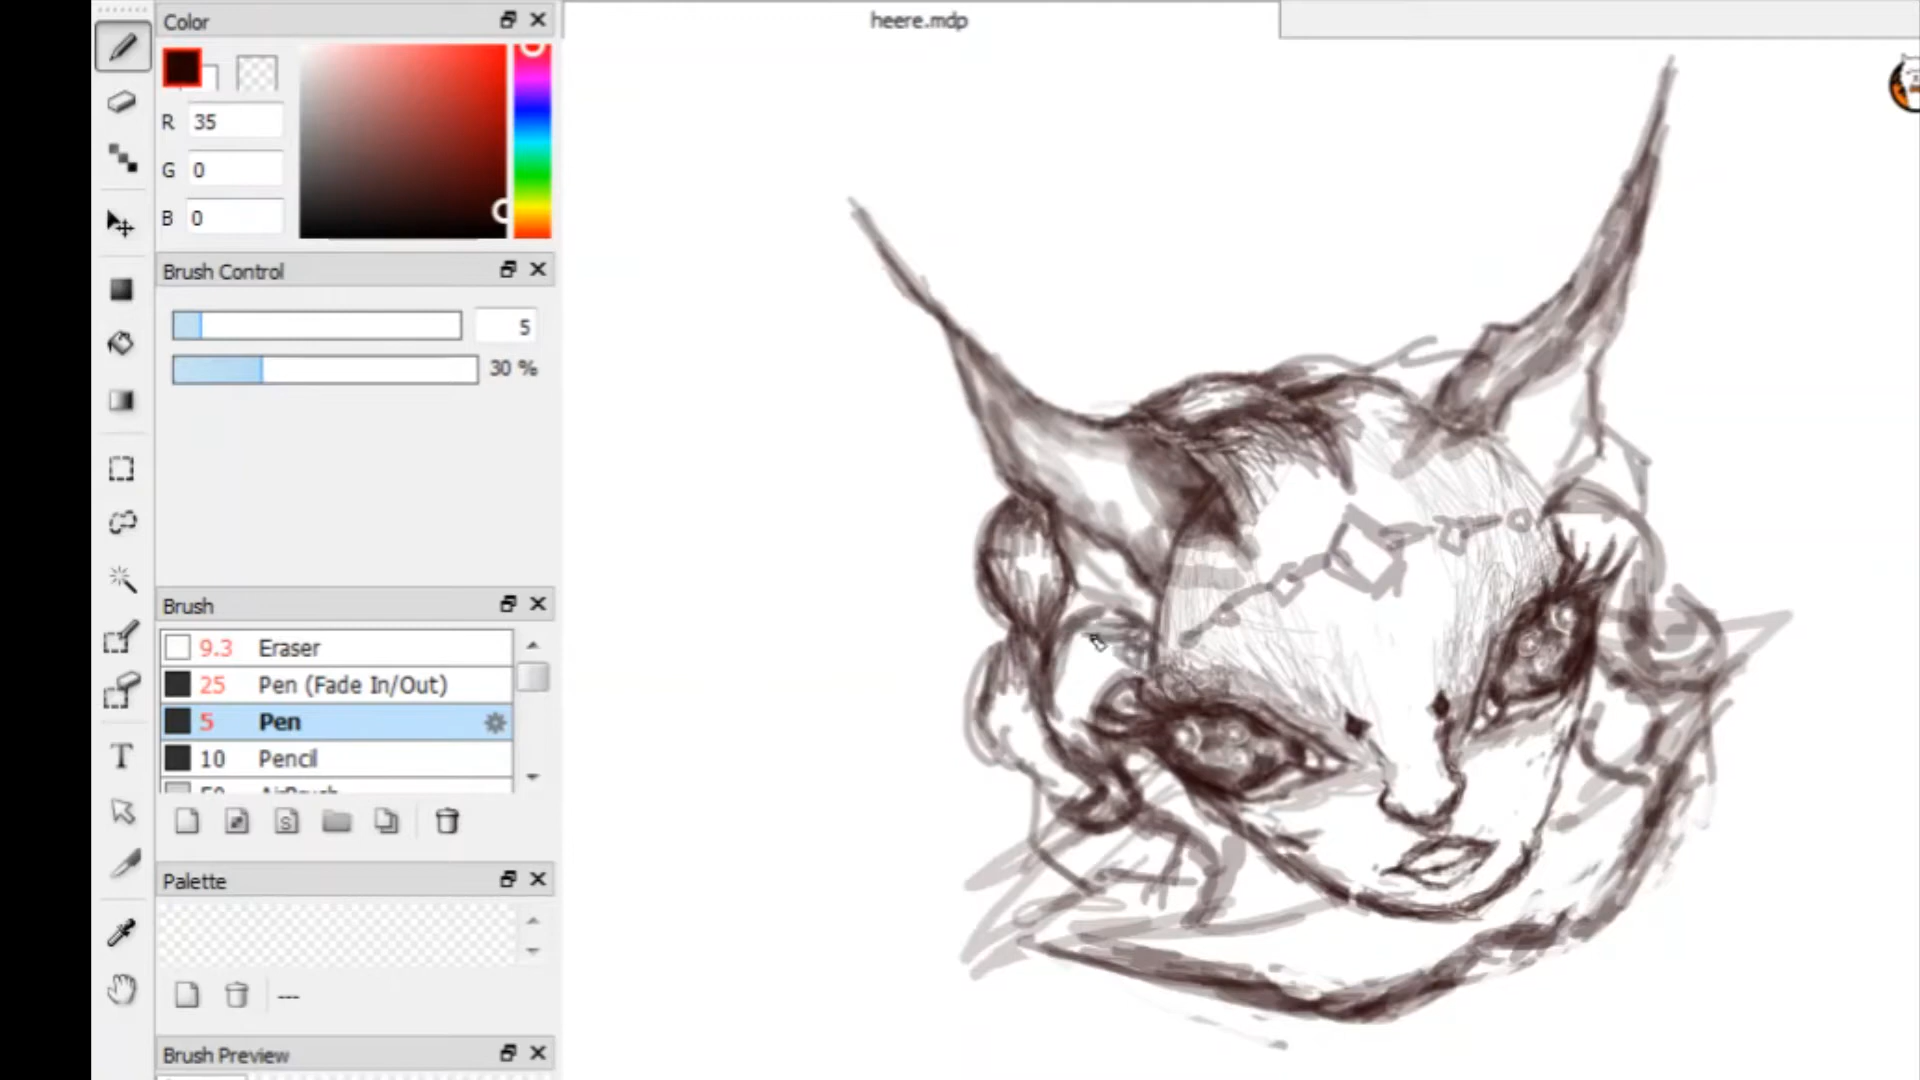 Color
heere.mdp
R 35
G 0
B 0
Brush Control
5
30 %
Brush
9.3 Eraser
25 Pen (Fade In/Out)
5 Pen
10 Pencil
S
T
Palette
---
Brush Preview